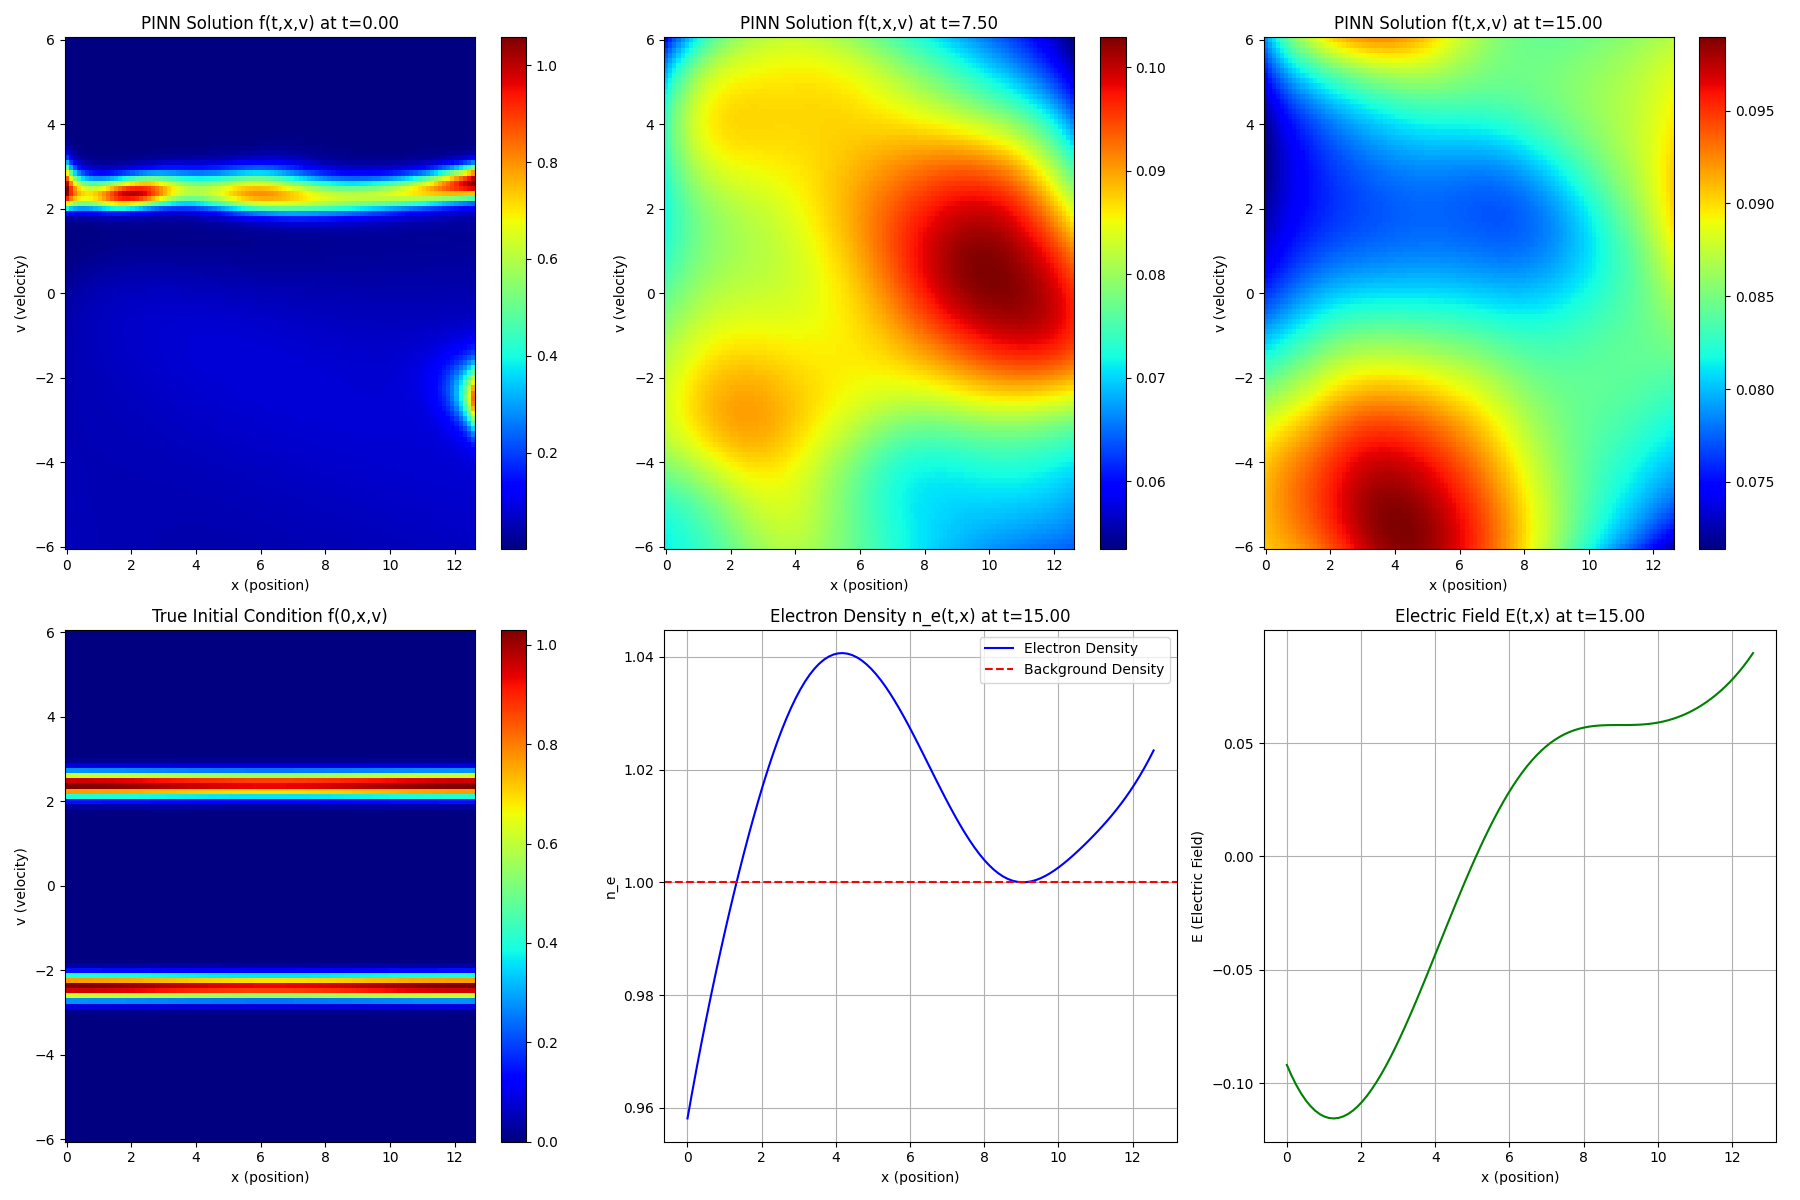 PINN Solution f(t,x,v) at t=0.00
6
4
2
0
−2
−4
−6
v (velocity)
0 2 4 6 8 10 12
x (position)
1.0
0.8
0.6
0.4
0.2
PINN Solution f(t,x,v) at t=7.50
6
4
2
0
−2
−4
−6
v (velocity)
0 2 4 6 8 10 12
x (position)
0.10
0.09
0.08
0.07
0.06
PINN Solution f(t,x,v) at t=15.00
6
4
2
0
−2
−4
−6
v (velocity)
0 2 4 6 8 10 12
x (position)
0.095
0.090
0.085
0.080
0.075
True Initial Condition f(0,x,v)
6
4
2
0
−2
−4
−6
v (velocity)
0 2 4 6 8 10 12
x (position)
1.0
0.8
0.6
0.4
0.2
0.0
Electron Density n_e(t,x) at t=15.00
Electron Density
Background Density
1.04
1.02
1.00
0.98
0.96
n_e
0 2 4 6 8 10 12
x (position)
Electric Field E(t,x) at t=15.00
0.05
0.00
−0.05
−0.10
E (Electric Field)
0 2 4 6 8 10 12
x (position)